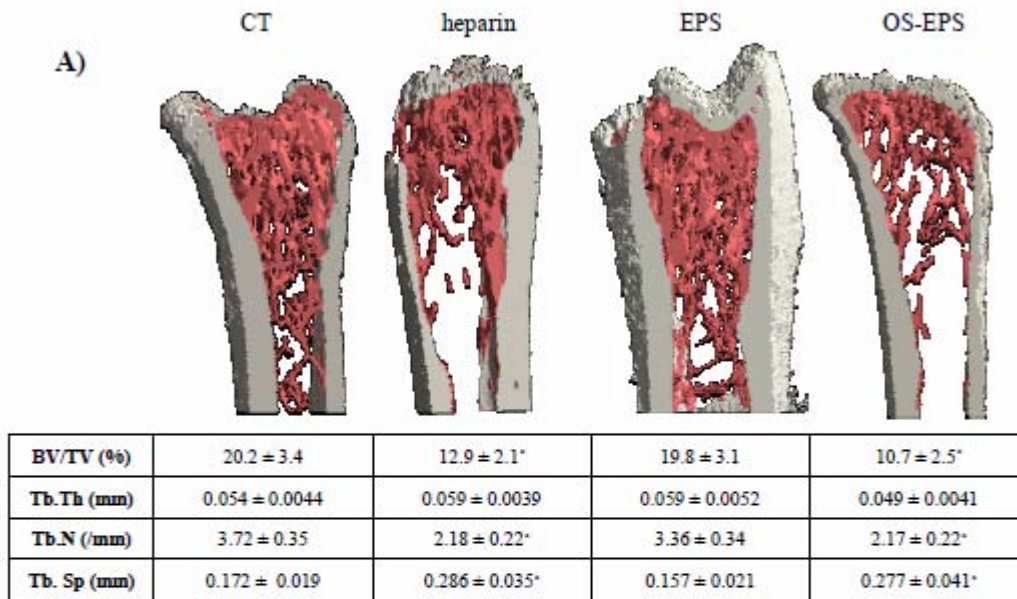 CT heparin EPS OS-EPS
A)
BV/TV (%) 20.2 ± 3.4 12.9 ± 2.1* 19.8 ± 3.1 10.7 ± 2.5*
Tb.Th (mm) 0.054 ± 0.0044 0.059 ± 0.0039 0.059 ± 0.0052 0.049 ± 0.0041
Tb.N (/mm) 3.72 ± 0.35 2.18 ± 0.22* 3.36 ± 0.34 2.17 ± 0.22*
Tb. Sp (mm) 0.172 ± 0.019 0.286 ± 0.035* 0.157 ± 0.021 0.277 ± 0.041*